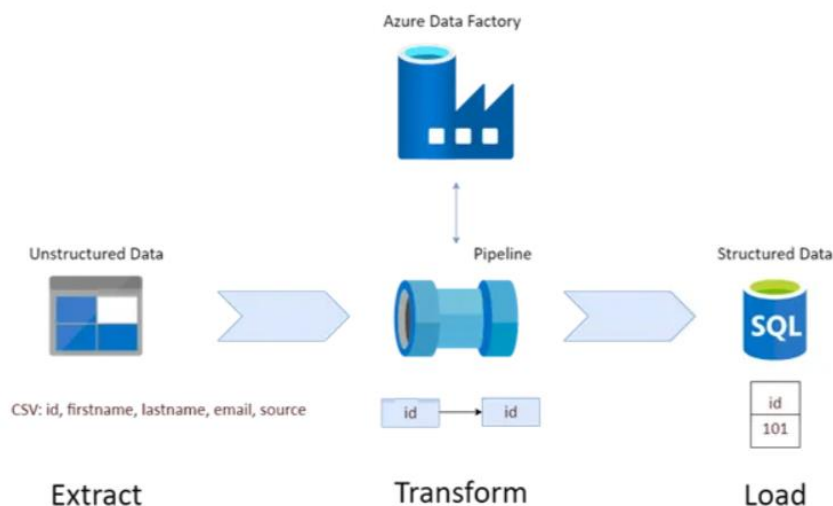 Azure Data Factory
Unstructured Data
Pipeline
Structured Data
SQL
CSV: id, firstname, lastname, email, source
id
id
id
101
Extract
Transform
Load